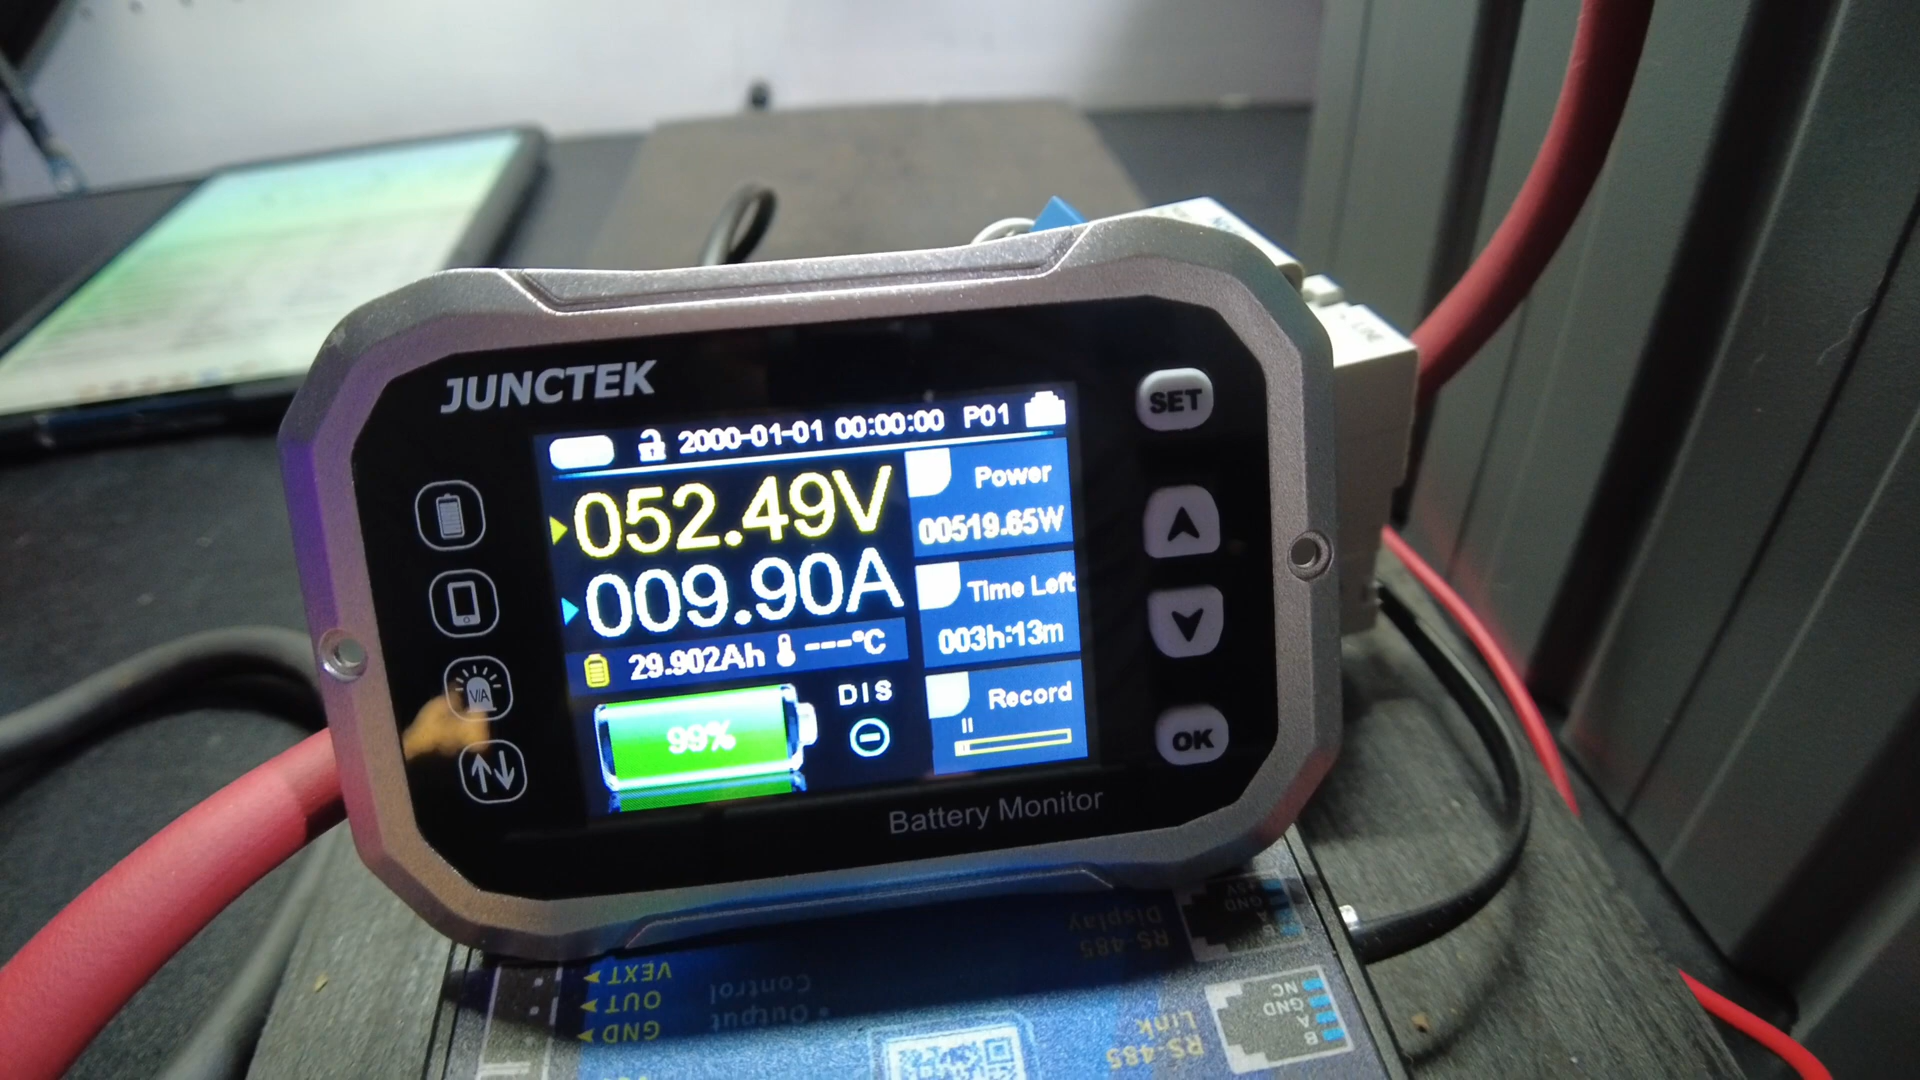 JUNCTEK
2000-01-01 00:00:00 P01
052.49V
009.90A
29.902Ah ---°C
99%
DIS
Power
00519.65W
Time Left
003h:13m
Record
SET
OK
V/A
Battery Monitor
RS-485
Display
+5V
GND
A
B
VEXT
OUT
GND
• Output
Control
RS-485
Link
NC
GND
A
B